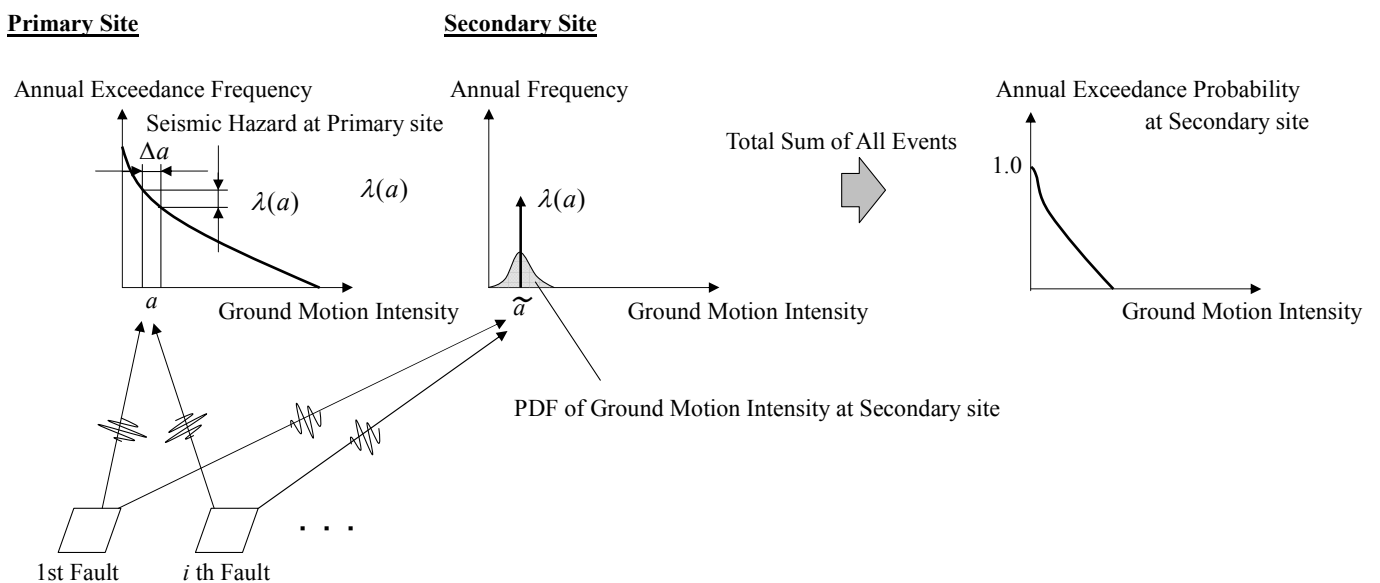 Primary Site
Secondary Site
Annual Exceedance Frequency
Seismic Hazard at Primary site
Δa
λ(a)
λ(a)
a
Ground Motion Intensity
Annual Frequency
λ(a)
ã
Ground Motion Intensity
PDF of Ground Motion Intensity at Secondary site
Total Sum of All Events
Annual Exceedance Probability
at Secondary site
1.0
Ground Motion Intensity
1st Fault
i th Fault
. . .